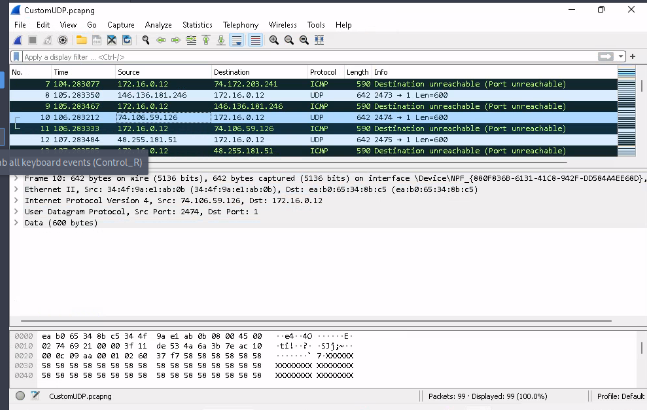 CustomUDP.pcapng
File Edit View Go Capture Analyze Statistics Telephony Wireless Tools Help
Apply a display filter ... <Ctrl-/>
No. Time Source Destination Protocol Length Info
7 104.283077 172.16.0.12 74.172.203.241 ICMP 590 Destination unreachable (Port unreachable)
8 105.283350 146.136.181.246 172.16.0.12 UDP 642 2473 → 1 Len=600
9 105.283467 172.16.0.12 146.136.181.246 ICMP 590 Destination unreachable (Port unreachable)
10 106.283212 74.106.59.126 172.16.0.12 UDP 642 2474 → 1 Len=600
11 106.283333 172.16.0.12 74.106.59.126 ICMP 590 Destination unreachable (Port unreachable)
12 107.283484 48.255.181.51 172.16.0.12 UDP 642 2475 → 1 Len=600
172.16.0.12 48.255.181.51 ICMP 590 Destination unreachable (Port unreachable)
ab all keyboard events (Control_R)
Frame 10: 642 bytes on wire (5136 bits), 642 bytes captured (5136 bits) on interface
Ethernet II, Src: 34:4f:9a:e1:ab:0b (34:4f:9a:e1:ab:0b), Dst: ea:b0:65:34:8b:c5 (ea:b0:65:34:8b:c5)
Internet Protocol Version 4, Src: 74.106.59.126, Dst: 172.16.0.12
User Datagram Protocol, Src Port: 2474, Dst Port: 1
Data (600 bytes)
0000 ea b0 65 34 8b c5 34 4f 9a e1 ab 0b 08 00 45 00 ··e4··4O ······E·
0010 02 74 69 21 00 00 3f 11 de 53 4a 6a 3b 7e ac 10 ·ti!··?· ·SJj;~··
0020 00 0c 09 aa 00 01 02 60 37 f7 58 58 58 58 58 58 ·······` 7·XXXXXX
0030 58 58 58 58 58 58 58 58 58 58 58 58 58 58 58 58 XXXXXXXX XXXXXXXX
0040 58 58 58 58 58 58 58 58 58 58 58 58 58 58 58 58 XXXXXXXX XXXXXXXX
CustomUDP.pcapng Packets: 99 · Displayed: 99 (100.0%) Profile: Default